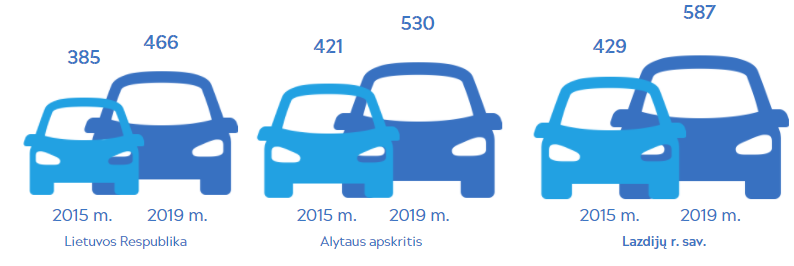 385
466
2015 m.
2019 m.
Lietuvos Respublika
421
530
2015 m.
2019 m.
Alytaus apskritis
429
587
2015 m.
2019 m.
Lazdijų r. sav.